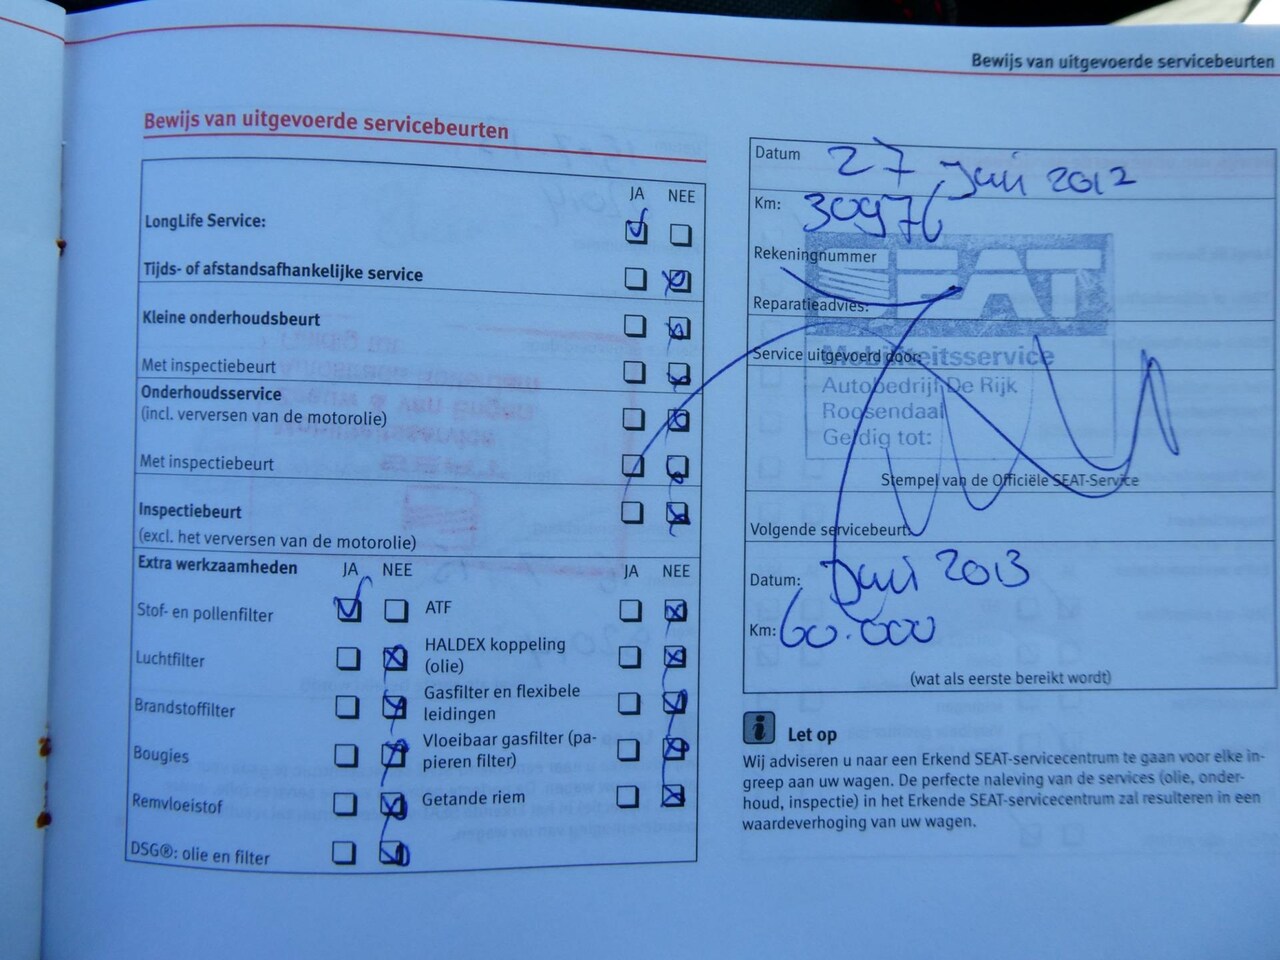 Bewijs van uitgevoerde servicebeurten
Bewijs van uitgevoerde servicebeurten
JA NEE
LongLife Service:
Tijds- of afstandsafhankelijke service
Kleine onderhoudsbeurt
Met inspectiebeurt
Onderhoudsservice
(incl. verversen van de motorolie)
Met inspectiebeurt
Inspectiebeurt
(excl. het verversen van de motorolie)
Extra werkzaamheden JA NEE JA NEE
Stof- en pollenfilter ATF
Luchtfilter HALDEX koppeling
(olie)
Brandstoffilter Gasfilter en flexibele
leidingen
Bougies Vloeibaar gasfilter (pa-
pieren filter)
Remvloeistof Getande riem
DSG®: olie en filter
Datum 27 juni 2012
Km: 30976
Rekeningnummer
SEAT
Reparatieadvies:
Service uitgevoerd door:
Mobiliteitsservice
Autobedrijf De Rijk
Roosendaal
Geldig tot:
Stempel van de Officiële SEAT-Service
Volgende servicebeurt:
Datum: Juni 2013
Km: 60.000
(wat als eerste bereikt wordt)
i Let op
Wij adviseren u naar een Erkend SEAT-servicecentrum te gaan voor elke in-
greep aan uw wagen. De perfecte naleving van de services (olie, onder-
houd, inspectie) in het Erkende SEAT-servicecentrum zal resulteren in een
waardeverhoging van uw wagen.